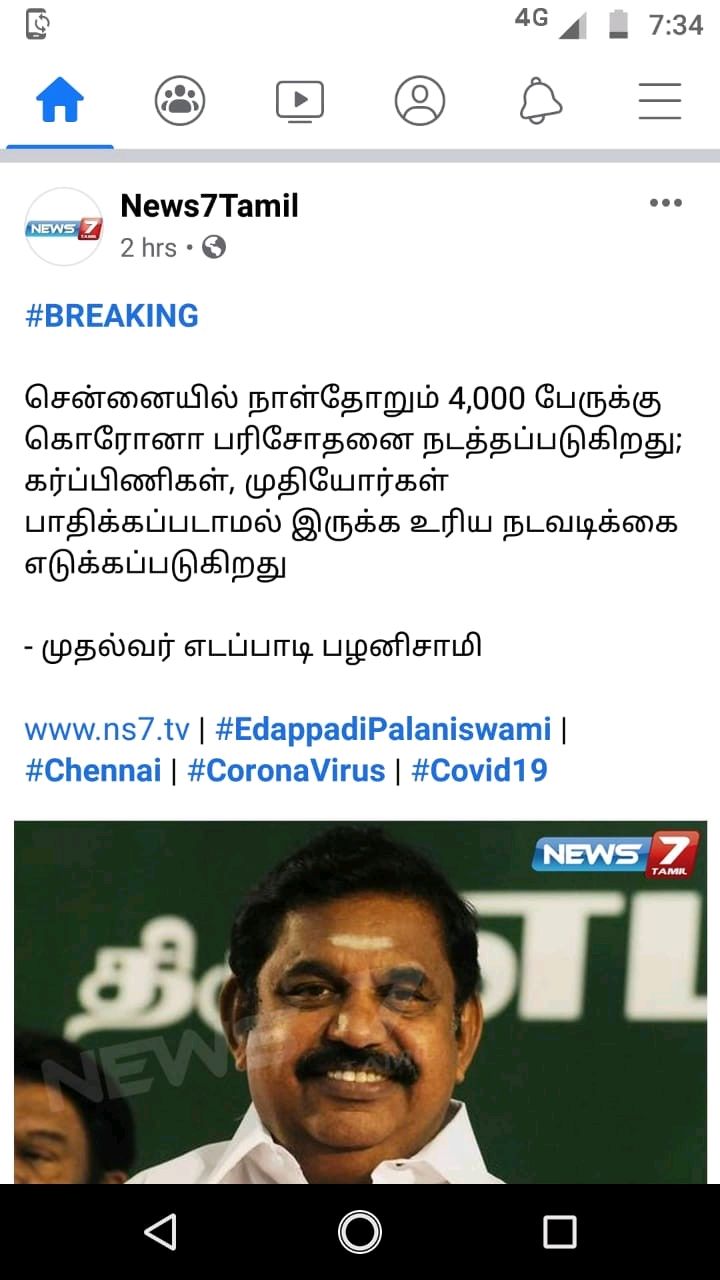 4G 7:34
NEWS 7 TAMIL
News7Tamil
2 hrs •
#BREAKING
சென்னையில் நாள்தோறும் 4,000 பேருக்கு
கொரோனா பரிசோதனை நடத்தப்படுகிறது;
கர்ப்பிணிகள், முதியோர்கள்
பாதிக்கப்படாமல் இருக்க உரிய நடவடிக்கை
எடுக்கப்படுகிறது
- முதல்வர் எடப்பாடி பழனிசாமி
www.ns7.tv | #EdappadiPalaniswami |
#Chennai | #CoronaVirus | #Covid19
NEWS 7
TAMIL
NEWS